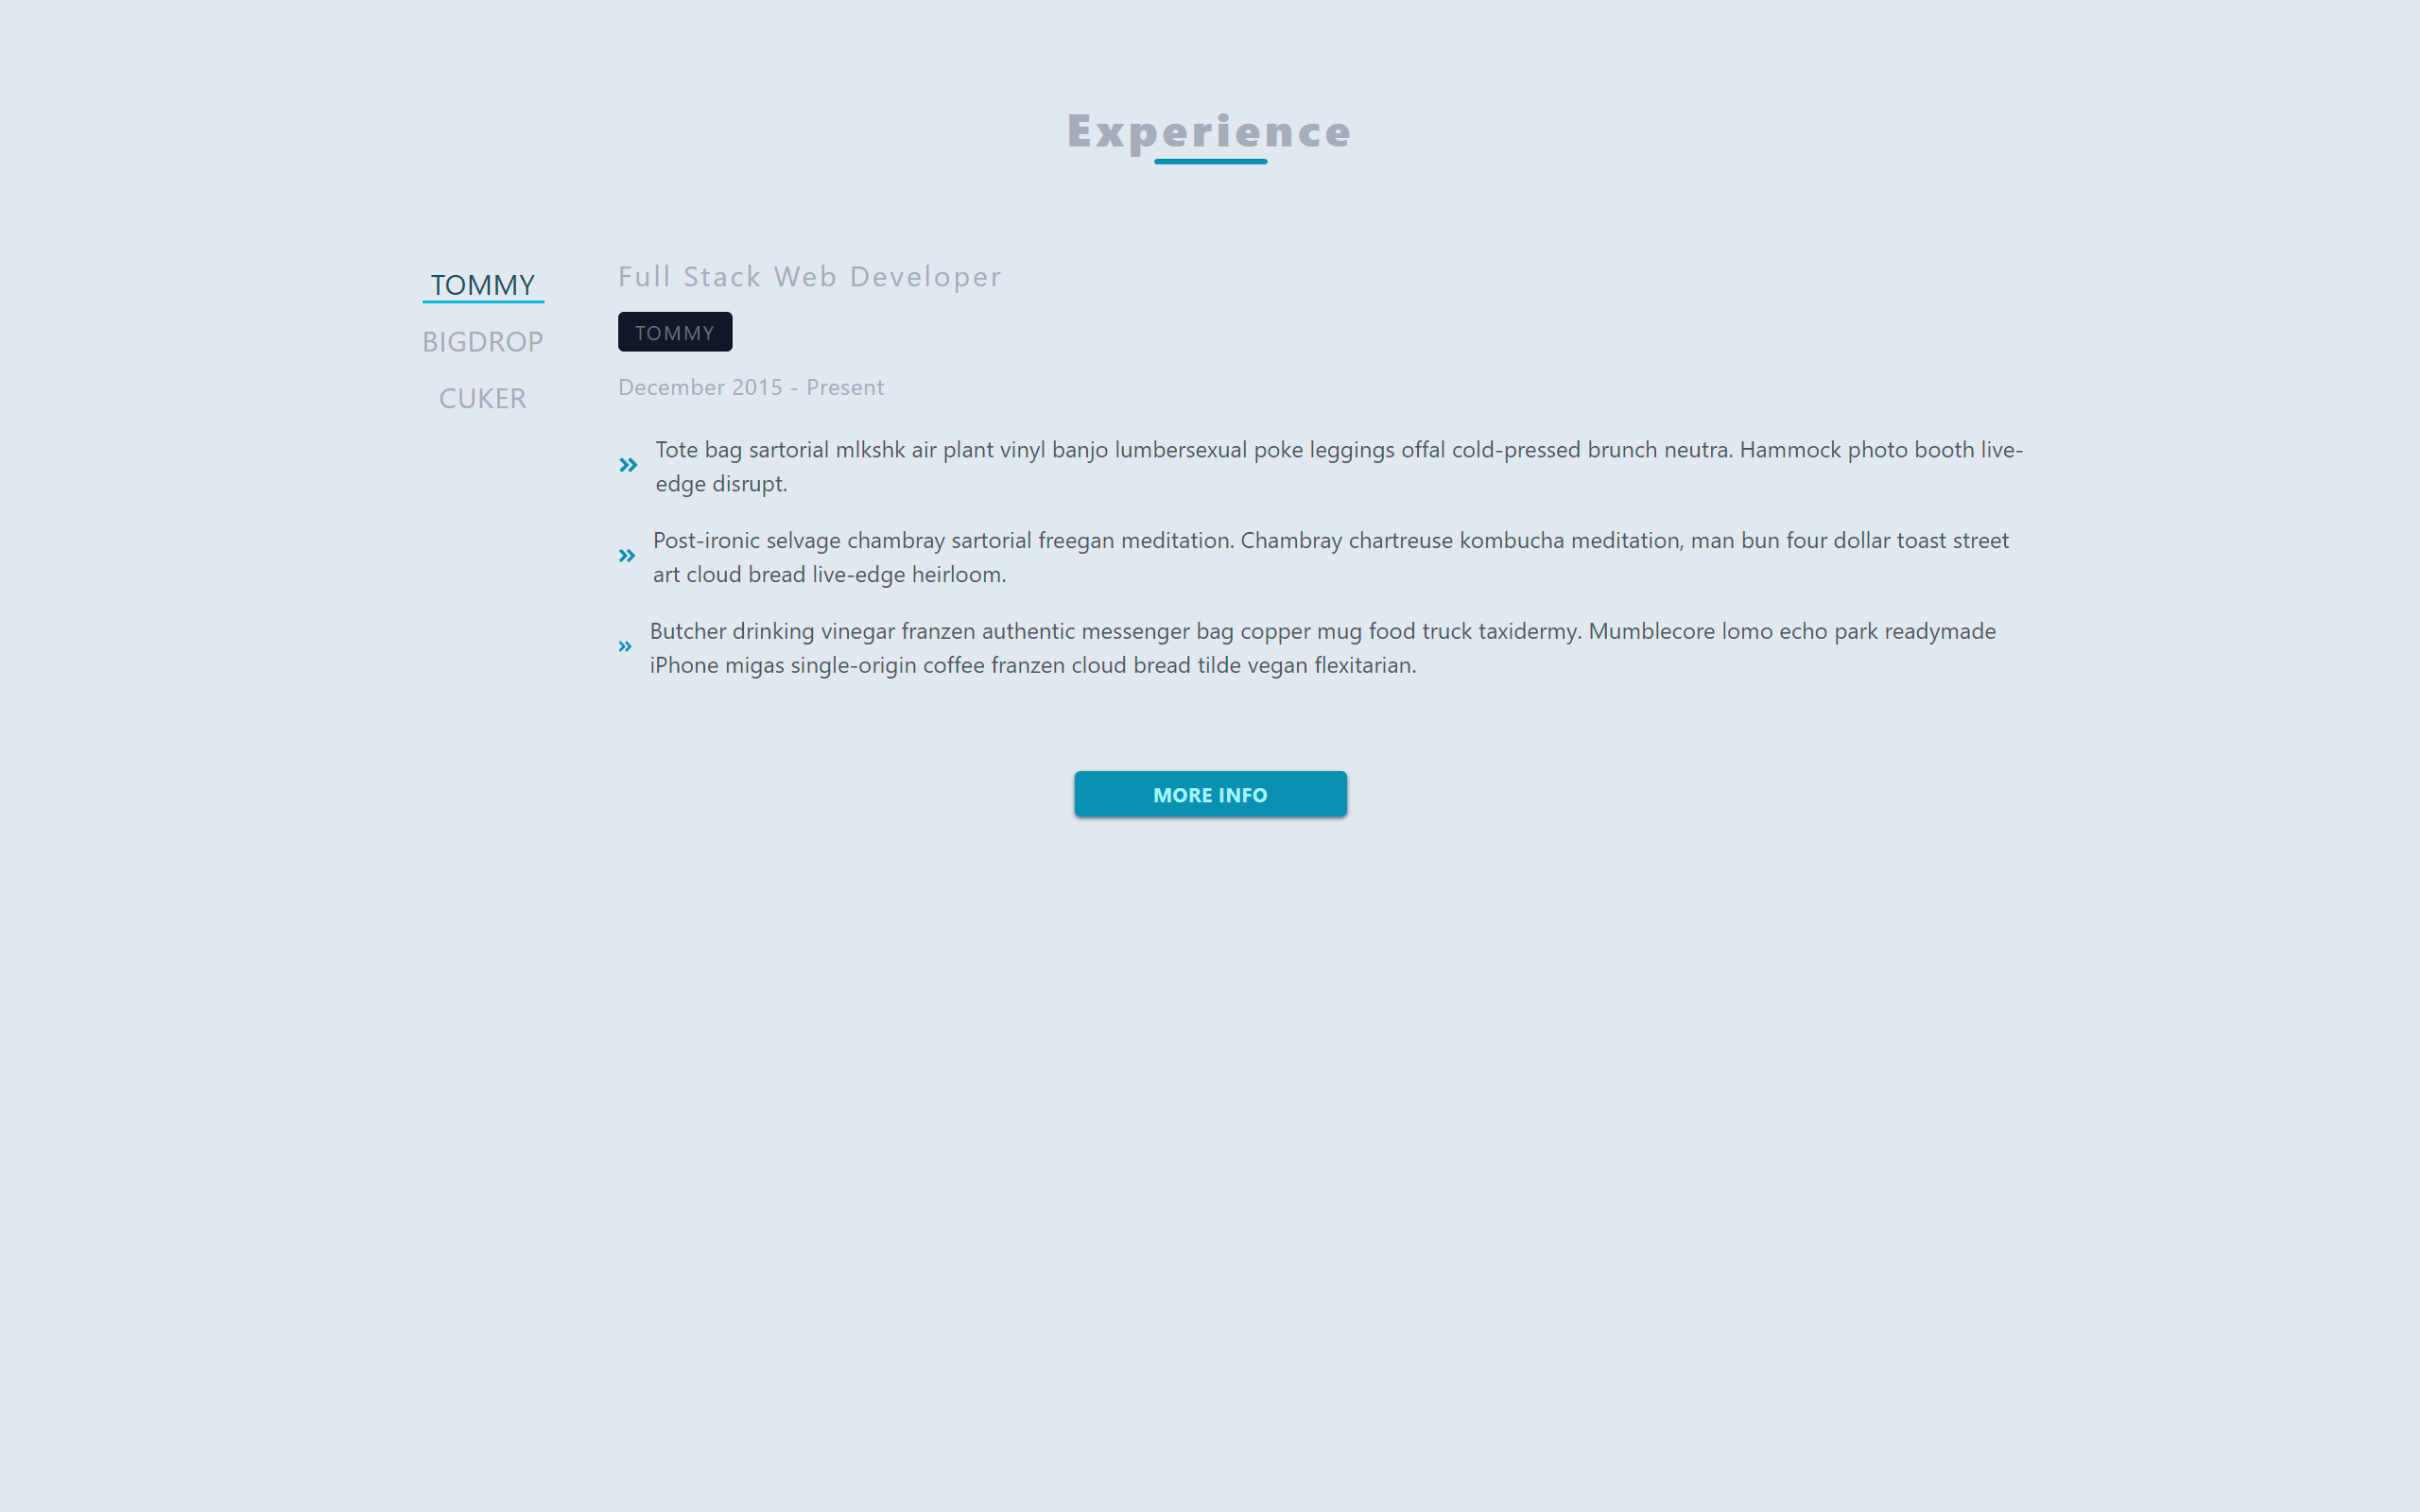 Experience
TOMMY
BIGDROP
CUKER
Full Stack Web Developer
TOMMY
December 2015 - Present
Tote bag sartorial mlkshk air plant vinyl banjo lumbersexual poke leggings offal cold-pressed brunch neutra. Hammock photo booth live-
edge disrupt.
Post-ironic selvage chambray sartorial freegan meditation. Chambray chartreuse kombucha meditation, man bun four dollar toast street
art cloud bread live-edge heirloom.
Butcher drinking vinegar franzen authentic messenger bag copper mug food truck taxidermy. Mumblecore lomo echo park readymade
iPhone migas single-origin coffee franzen cloud bread tilde vegan flexitarian.
MORE INFO